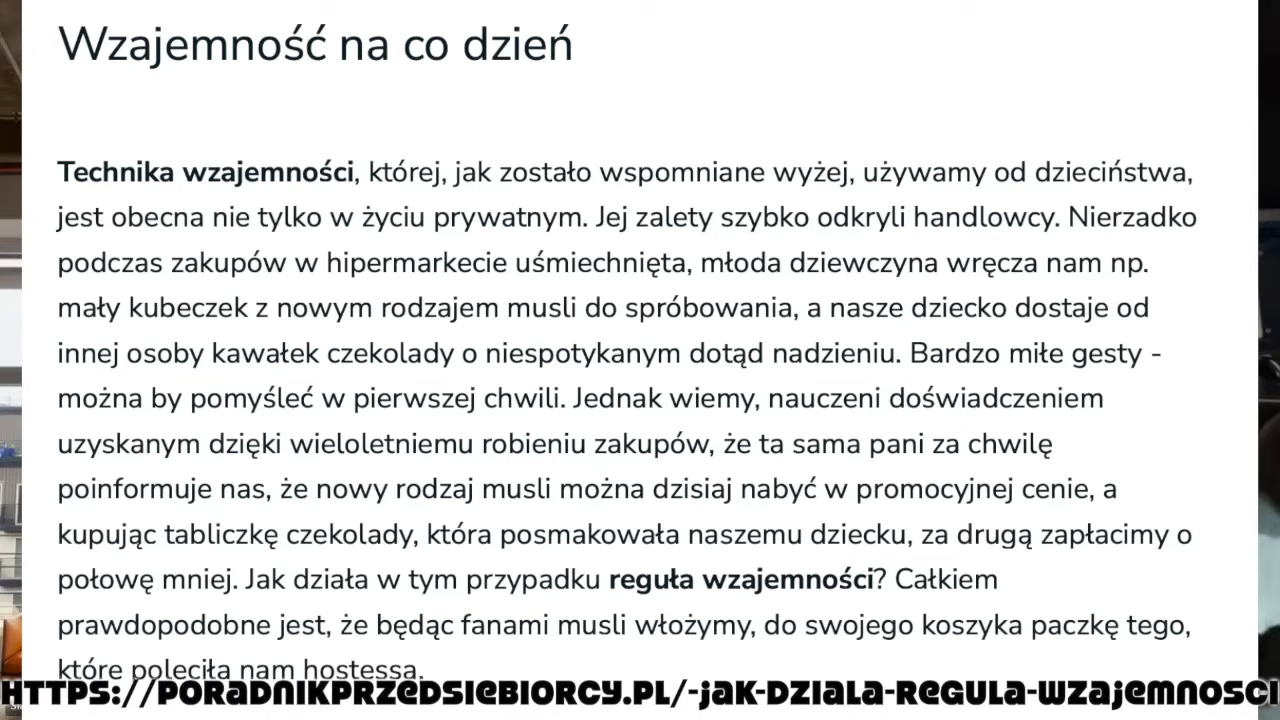 Wzajemność na co dzień
Technika wzajemności, której, jak zostało wspomniane wyżej, używamy od dzieciństwa,
jest obecna nie tylko w życiu prywatnym. Jej zalety szybko odkryli handlowcy. Nierzadko
podczas zakupów w hipermarkecie uśmiechnięta, młoda dziewczyna wręcza nam np.
mały kubeczek z nowym rodzajem musli do spróbowania, a nasze dziecko dostaje od
innej osoby kawałek czekolady o niespotykanym dotąd nadzieniu. Bardzo miłe gesty -
można by pomyśleć w pierwszej chwili. Jednak wiemy, nauczeni doświadczeniem
uzyskanym dzięki wieloletniemu robieniu zakupów, że ta sama pani za chwilę
poinformuje nas, że nowy rodzaj musli można dzisiaj nabyć w promocyjnej cenie, a
kupując tabliczkę czekolady, która posmakowała naszemu dziecku, za drugą zapłacimy o
połowę mniej. Jak działa w tym przypadku reguła wzajemności? Całkiem
prawdopodobne jest, że będąc fanami musli włożymy, do swojego koszyka paczkę tego,
które poleciła nam hostessa.
HTTPS://PORADNIKPRZEDSIEBIORCY.PL/-JAK-DZIALA-REGULA-WZAJEMNOSCI